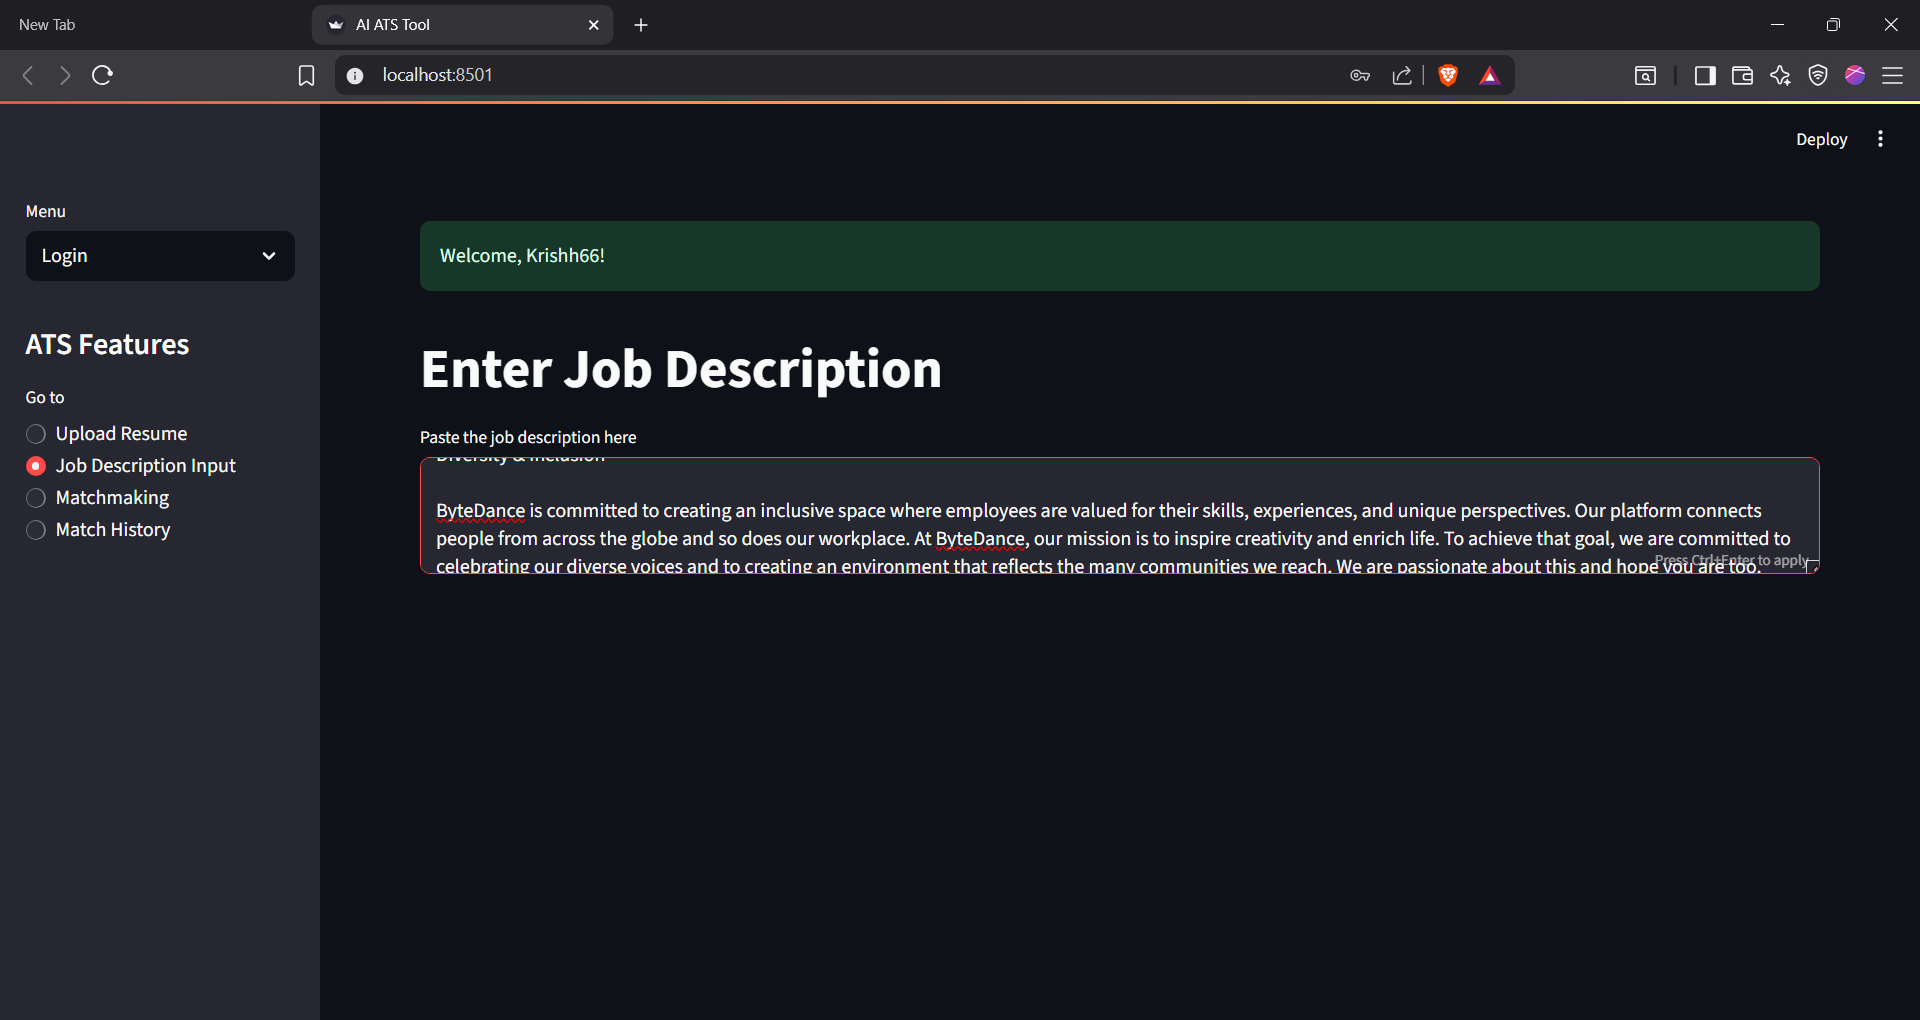 New Tab
AI ATS Tool
localhost:8501
Deploy
Menu
Login
ATS Features
Go to
Upload Resume
Job Description Input
Matchmaking
Match History
Welcome, Krishh66!
Enter Job Description
Paste the job description here
Diversity & Inclusion
ByteDance is committed to creating an inclusive space where employees are valued for their skills, experiences, and unique perspectives. Our platform connects
people from across the globe and so does our workplace. At ByteDance, our mission is to inspire creativity and enrich life. To achieve that goal, we are committed to
celebrating our diverse voices and to creating an environment that reflects the many communities we reach. We are passionate about this and hope you are too.
Press Ctrl+Enter to apply